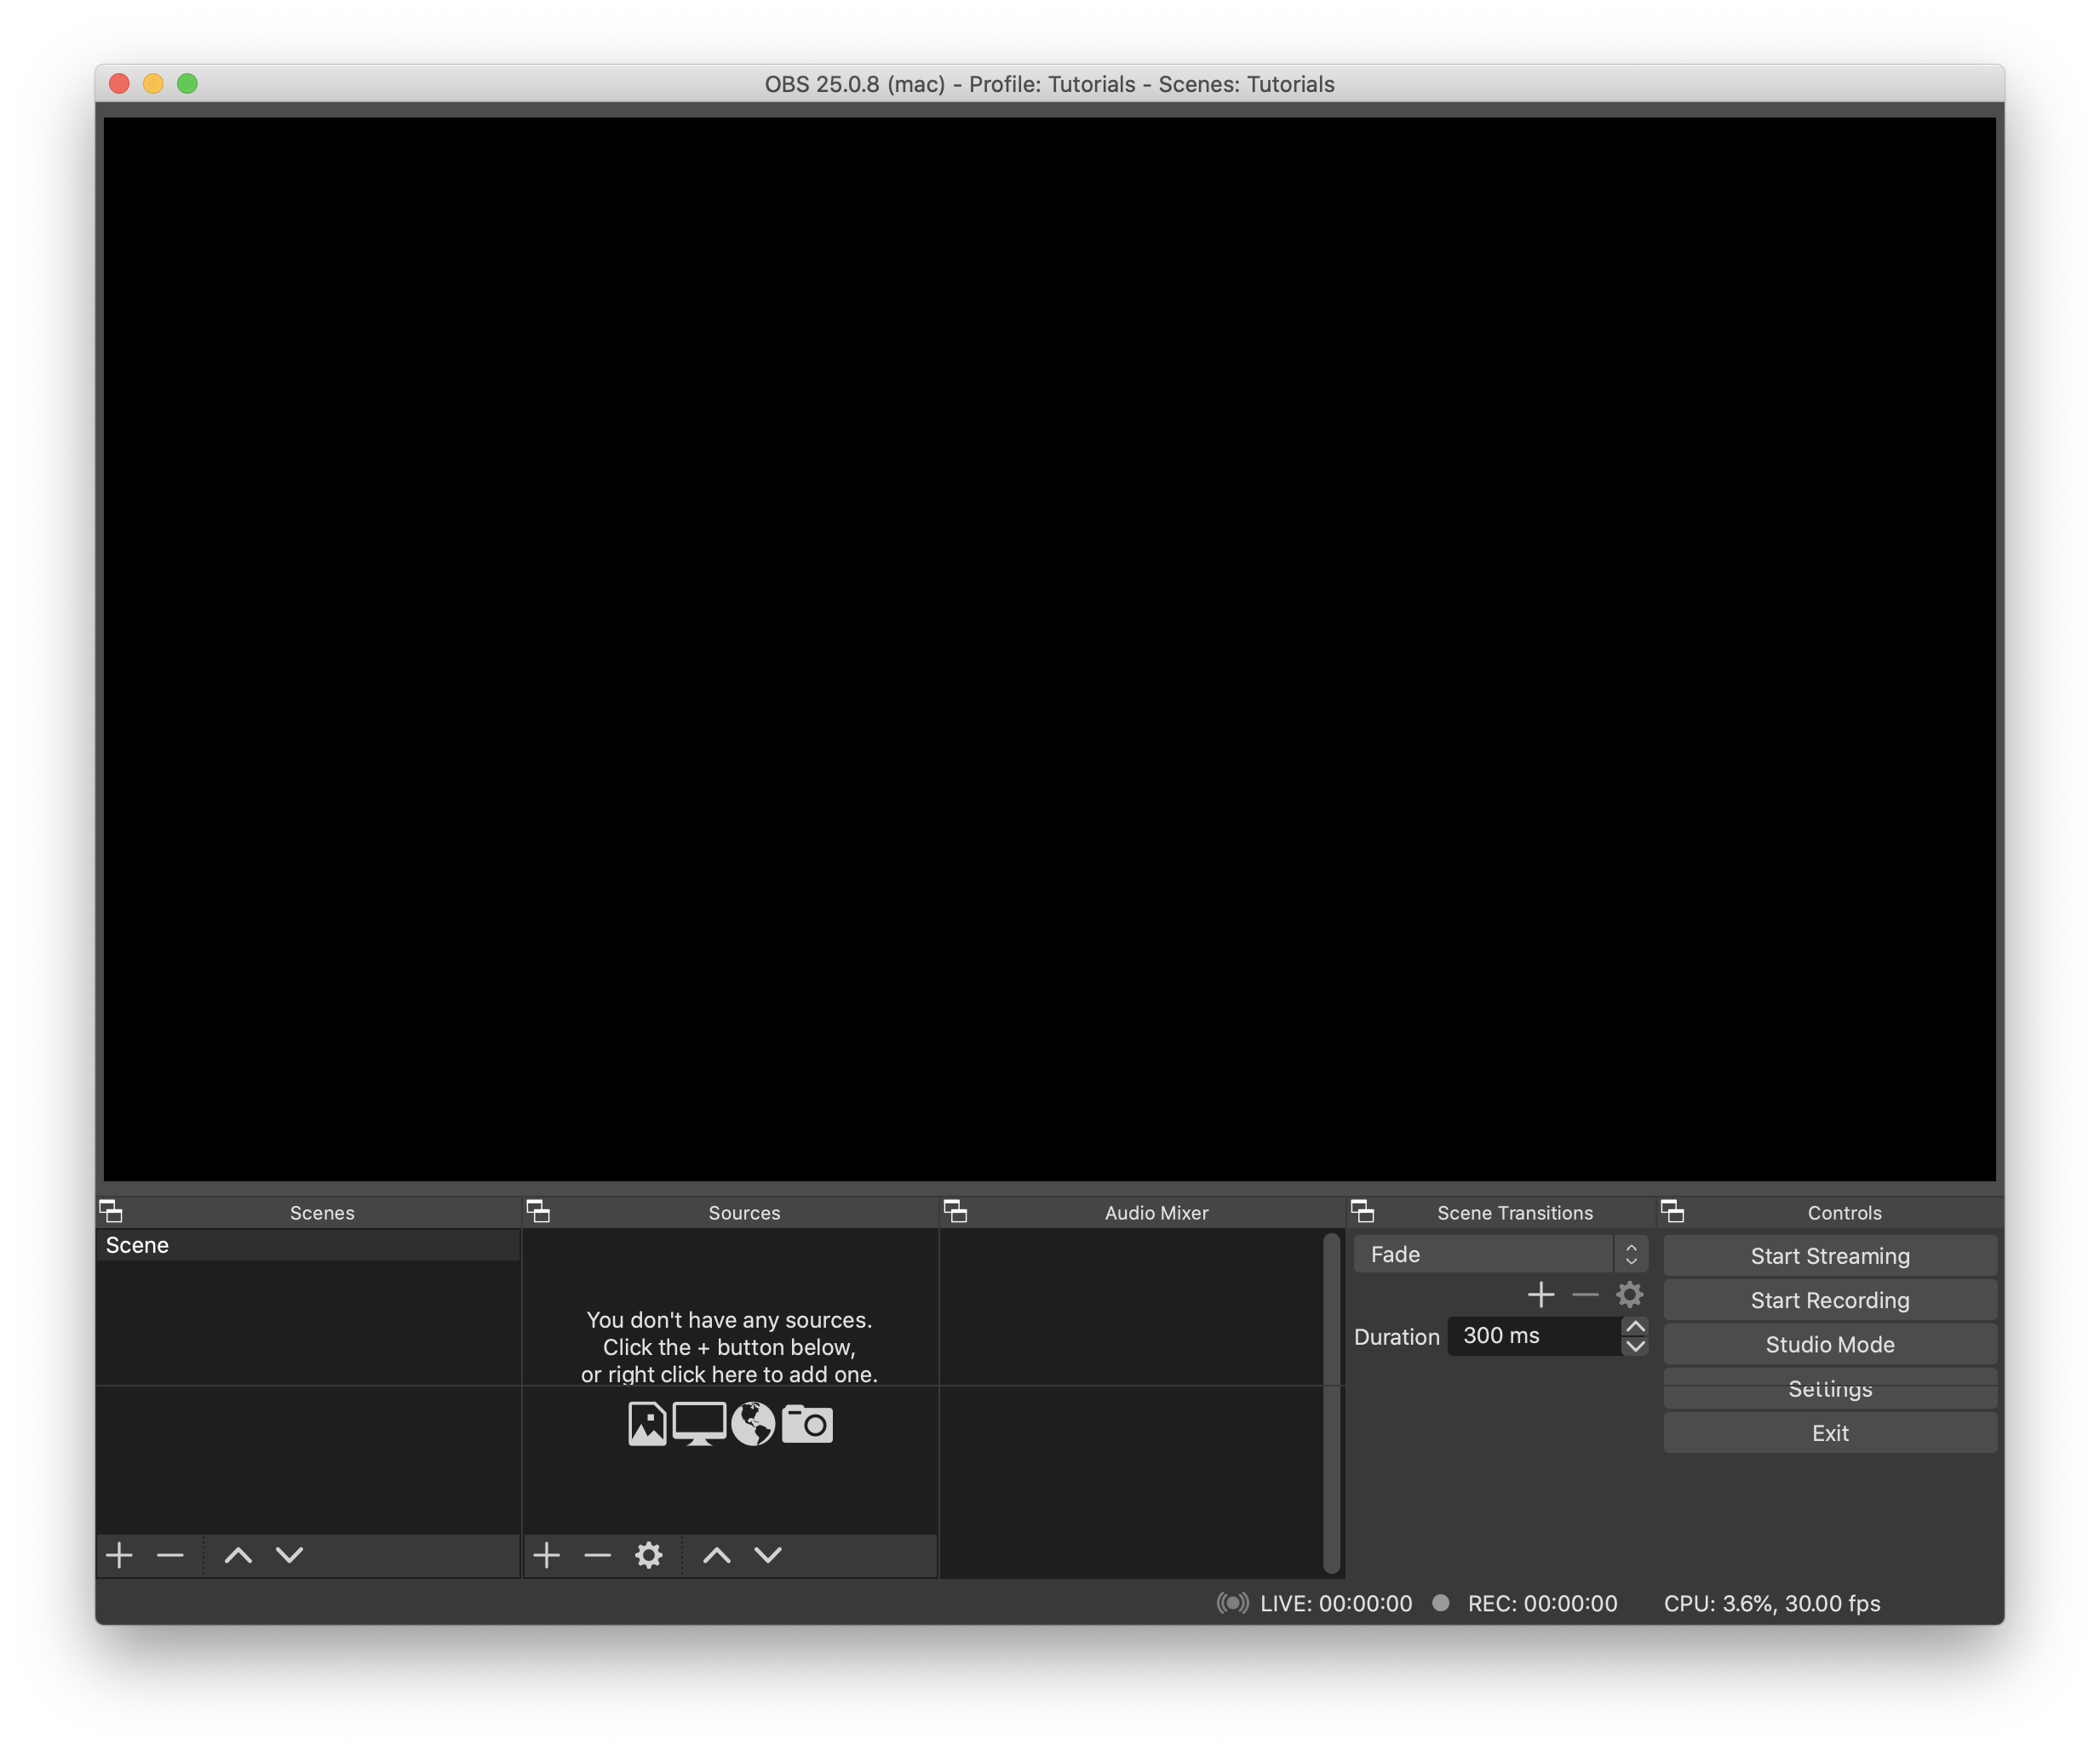 OBS 25.0.8 (mac) - Profile: Tutorials - Scenes: Tutorials
Scenes
Sources
Audio Mixer
Scene Transitions
Controls
Scene
You don't have any sources.
Click the + button below,
or right click here to add one.
Fade
Duration 300 ms
Start Streaming
Start Recording
Studio Mode
Settings
Exit
LIVE: 00:00:00 REC: 00:00:00 CPU: 3.6%, 30.00 fps